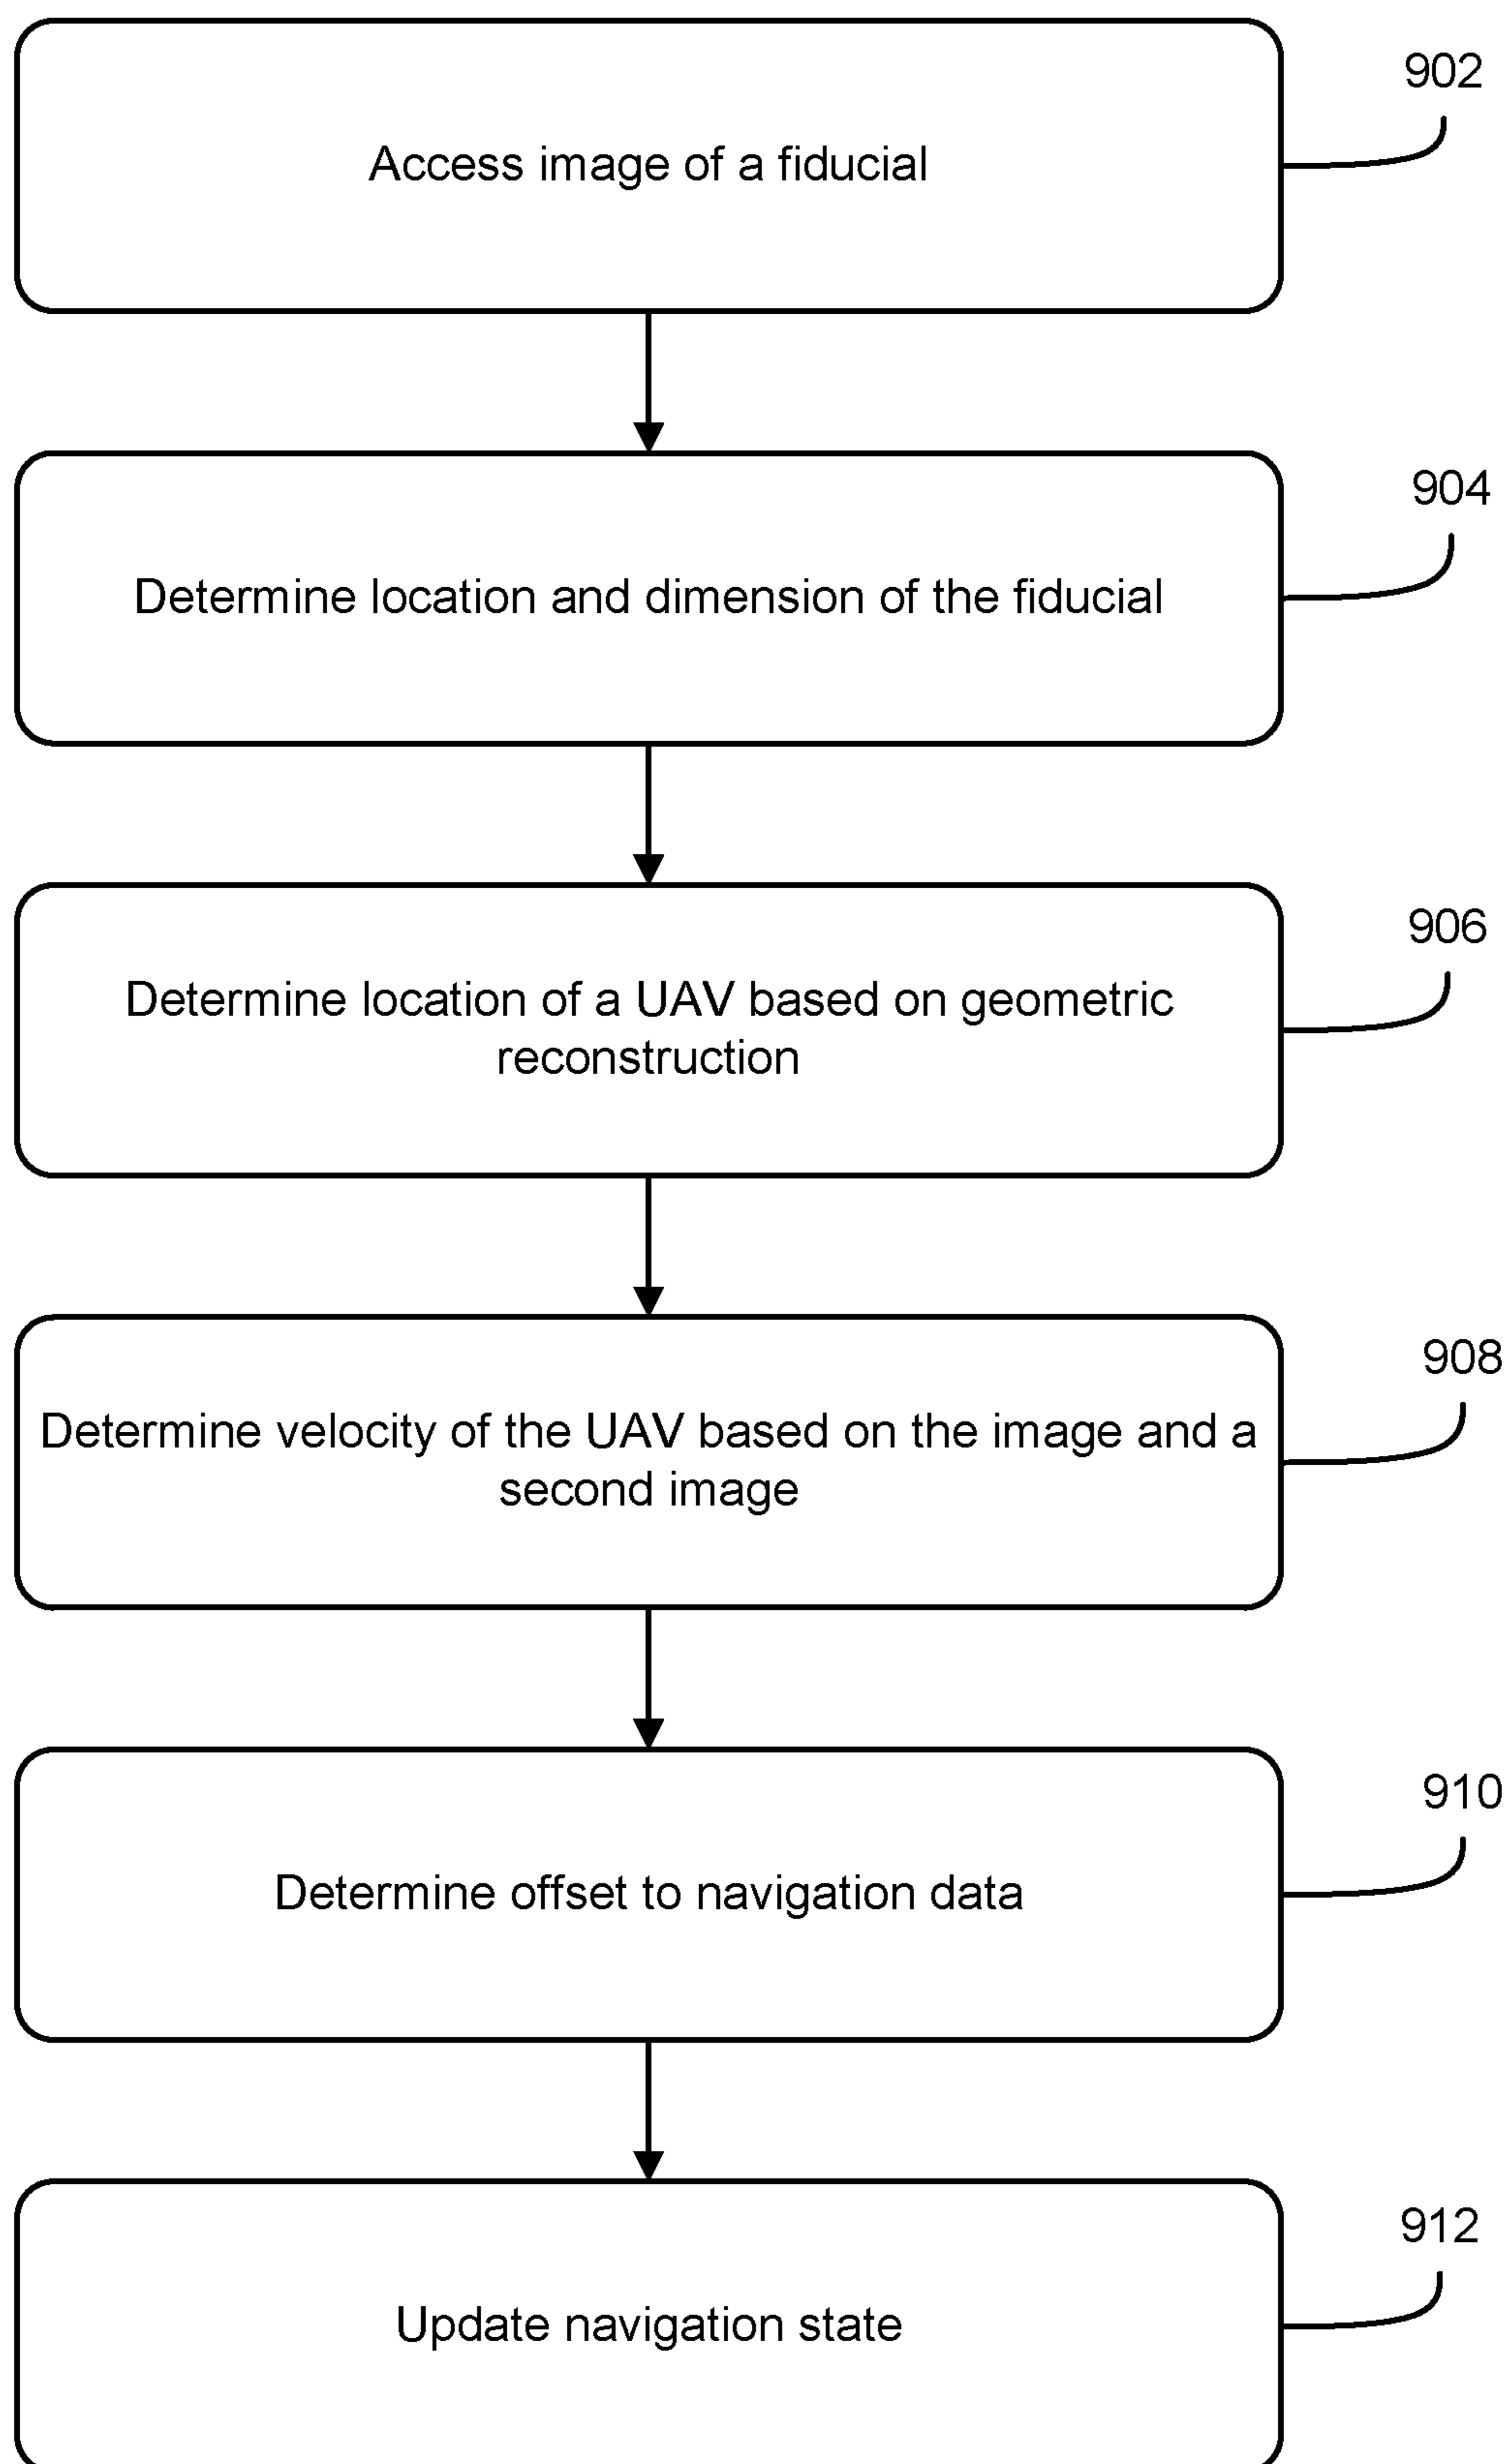 902
Access image of a fiducial
904
Determine location and dimension of the fiducial
906
Determine location of a UAV based on geometric
reconstruction
908
Determine velocity of the UAV based on the image and a
second image
910
Determine offset to navigation data
912
Update navigation state